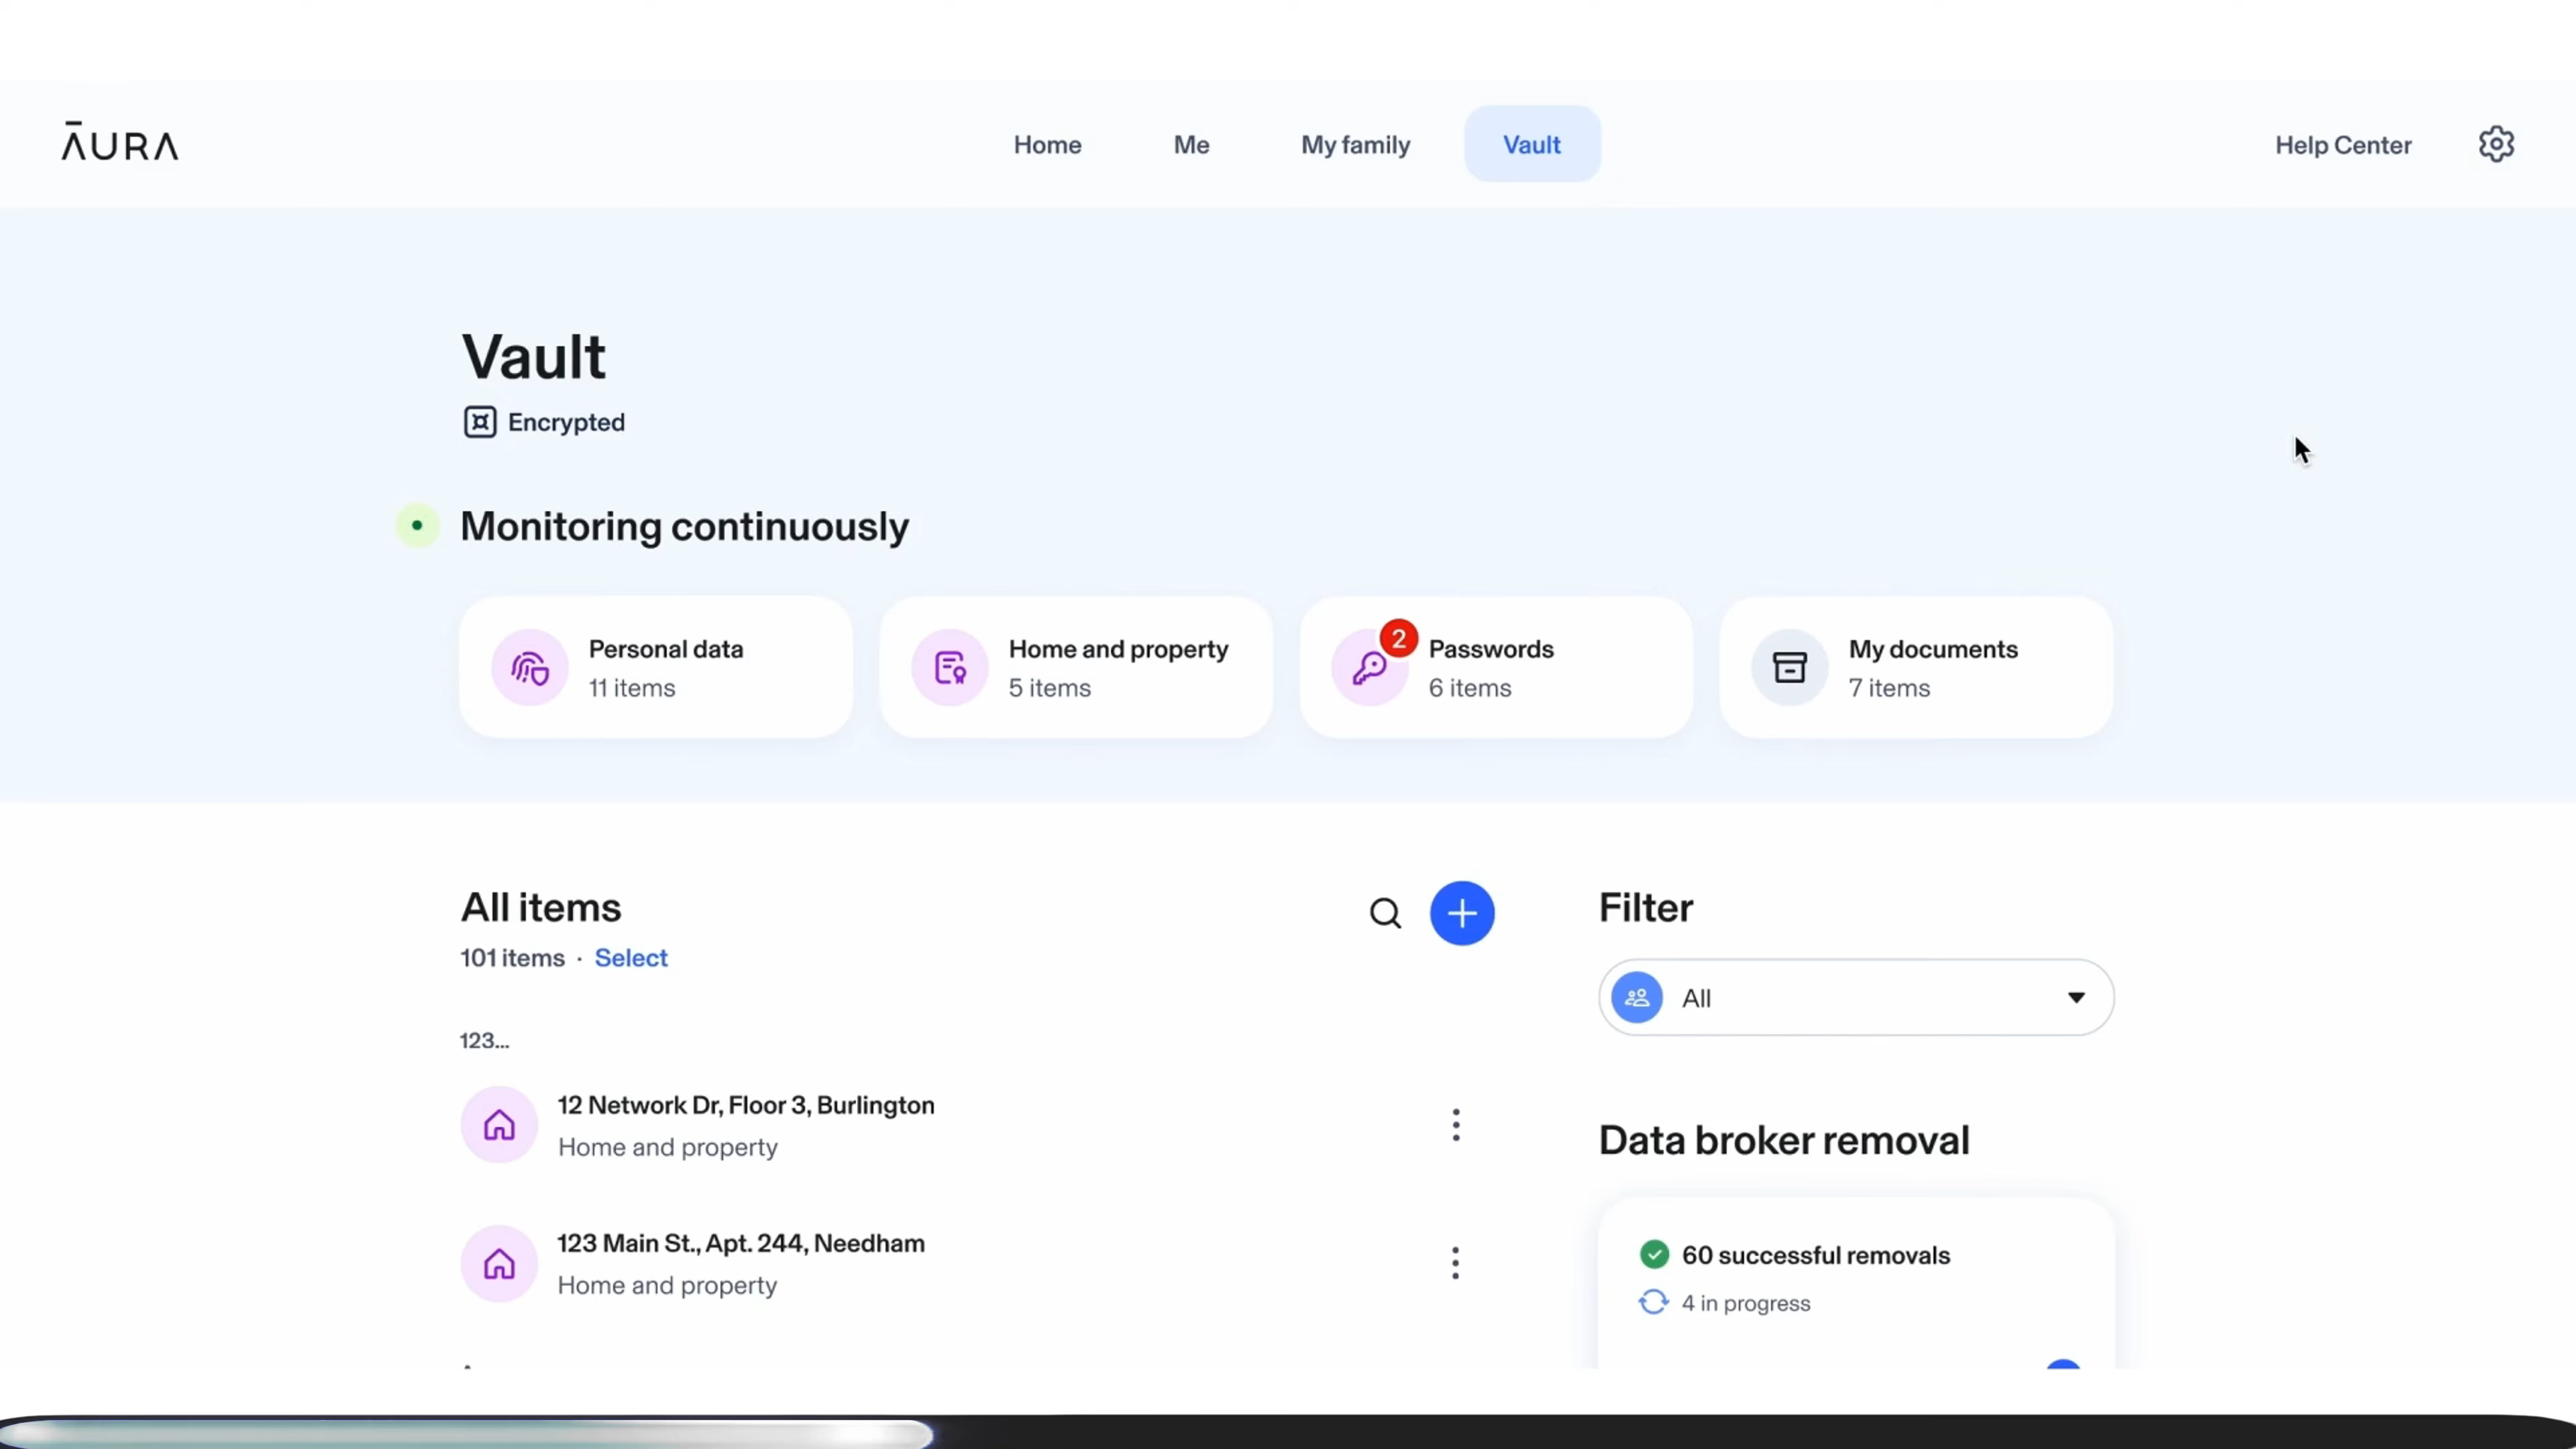 ĀURA
Home
Me
My family
Vault
Help Center
Vault
Encrypted
Monitoring continuously
Personal data
11 items
Home and property
5 items
2
Passwords
6 items
My documents
7 items
All items
101 items · Select
123...
12 Network Dr, Floor 3, Burlington
Home and property
123 Main St., Apt. 244, Needham
Home and property
Filter
All
Data broker removal
60 successful removals
4 in progress